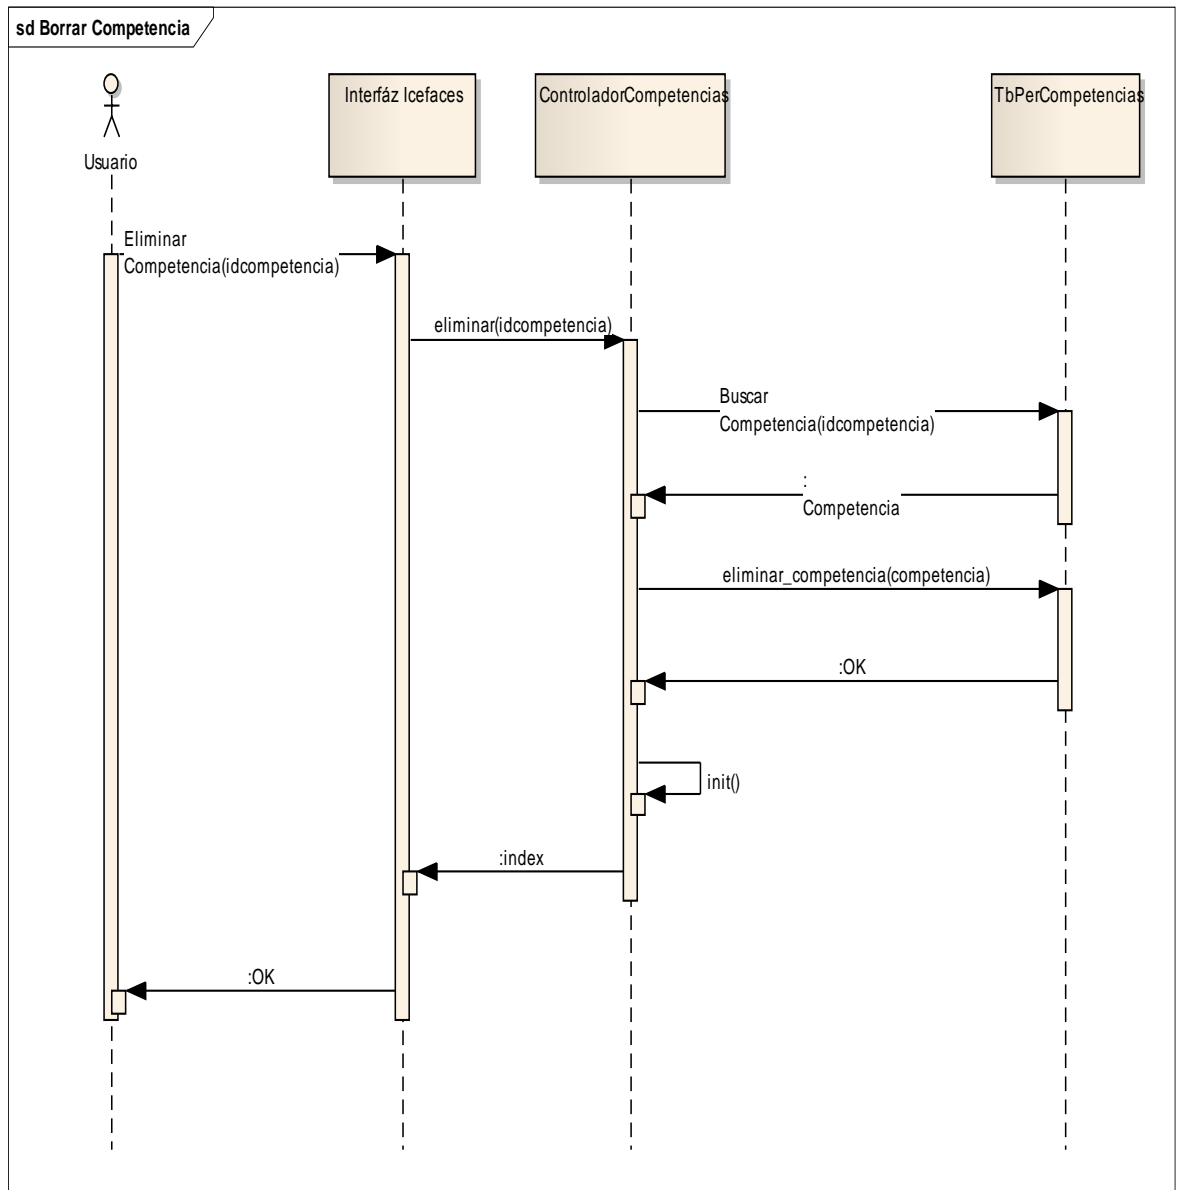 sd Borrar Competencia
Interfáz Icefaces
ControladorCompetencias
TbPerCompetencias
Usuario
Eliminar
Competencia(idcompetencia)
eliminar(idcompetencia)
Buscar
Competencia(idcompetencia)
:
Competencia
eliminar_competencia(competencia)
:OK
init()
:index
:OK